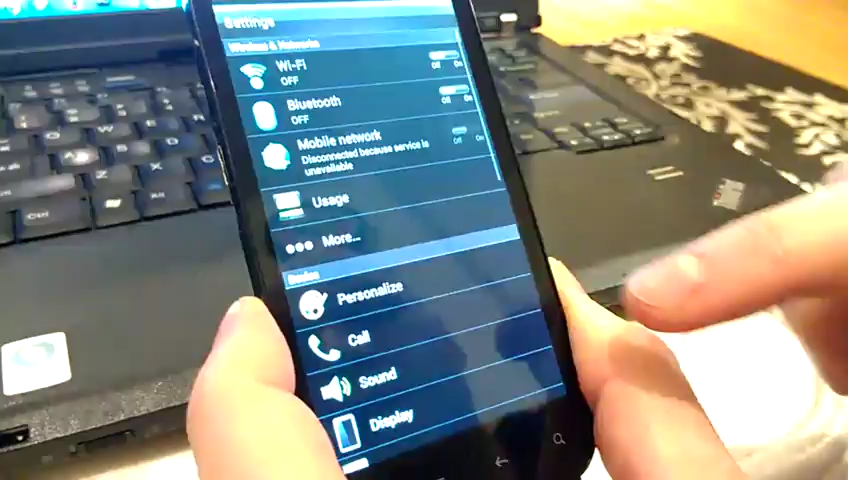 Settings
Wireless & Networks
Wi-Fi
OFF
Off On
Bluetooth
OFF
Off On
Mobile network
Disconnected because service is
unavailable
Off On
Usage
More...
Device
Personalize
Call
Sound
Display
Ctrl
Z
X